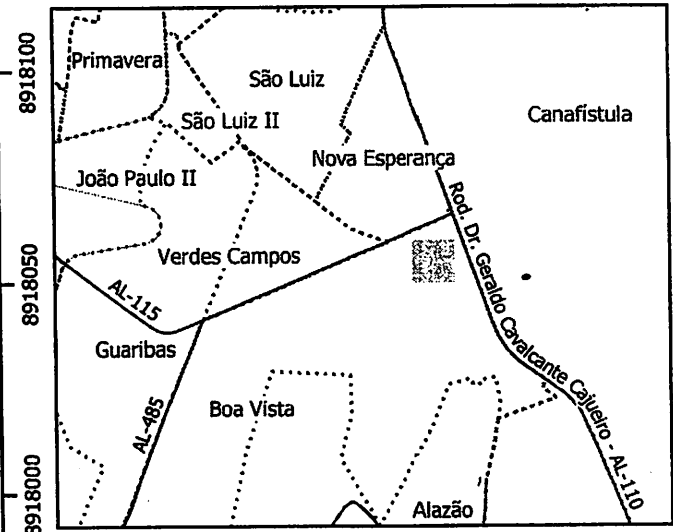 8918100
8918050
8918000
Primavera
São Luiz
São Luiz II
Canafístula
Nova Esperança
João Paulo II
Verdes Campos
AL-115
Rod. Dr. Geraldo Cavalcante Cajueiro - AL-110
Guaribas
Boa Vista
AL-485
Alazão